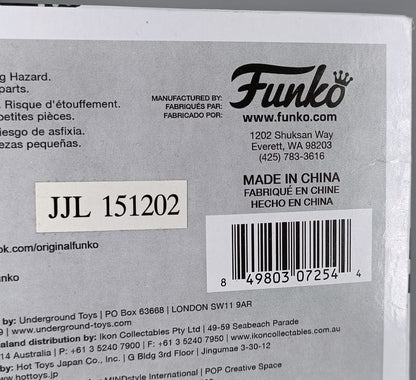 g Hazard.
parts.
. Risque d'étouffement.
petites pièces.
iesgo de asfixia.
ezas pequeñas.
MANUFACTURED BY:
FABRIQUÉS PAR:
FABRICADO POR:
Funko
www.funko.com
1202 Shuksan Way
Everett, WA 98203
(425) 783-3616
MADE IN CHINA
FABRIQUÉ EN CHINE
HECHO EN CHINA
JJL 151202
ok.com/originalfunko
nko
8 49803 07254 4
by: Underground Toys | PO Box 63668 | LONDON SW11 9AR
aland distribution by: Ikon Collectables Pty Ltd | 49-59 Seabeach Parade
14 Australia | P: +61 3 5240 7900 | F: +61 3 5240 7950 | www.ikoncollectables.com
by: Hot Toys Japan Co., Inc. | G Bldg 3rd Floor | Jingumae 3-30-12
w.hottoys.jp
MINDstyle International | POP Creative Space